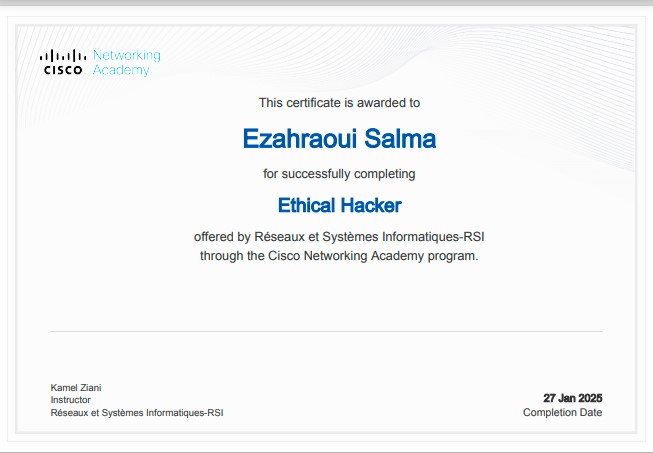 Networking
CISCO. Academy
This certificate is awarded to
Ezahraoui Salma
for successfully completing
Ethical Hacker
offered by Réseaux et Systèmes Informatiques-RSI
through the Cisco Networking Academy program.
Kamel Ziani
Instructor
Réseaux et Systèmes Informatiques-RSI
27 Jan 2025
Completion Date